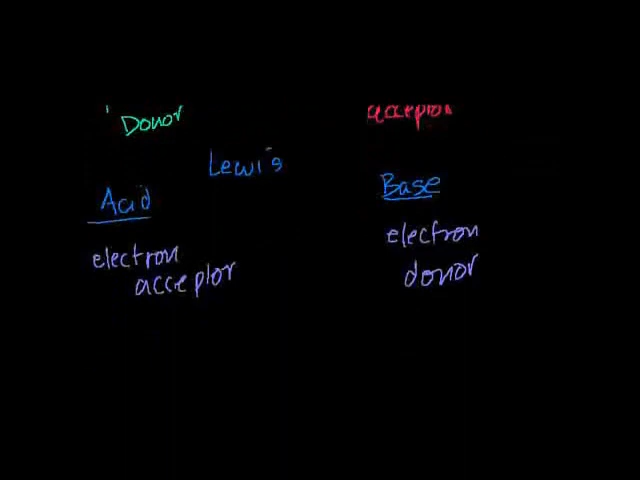 Donor
acceptor
Lewis
Acid
Base
electron
acceptor
electron
donor